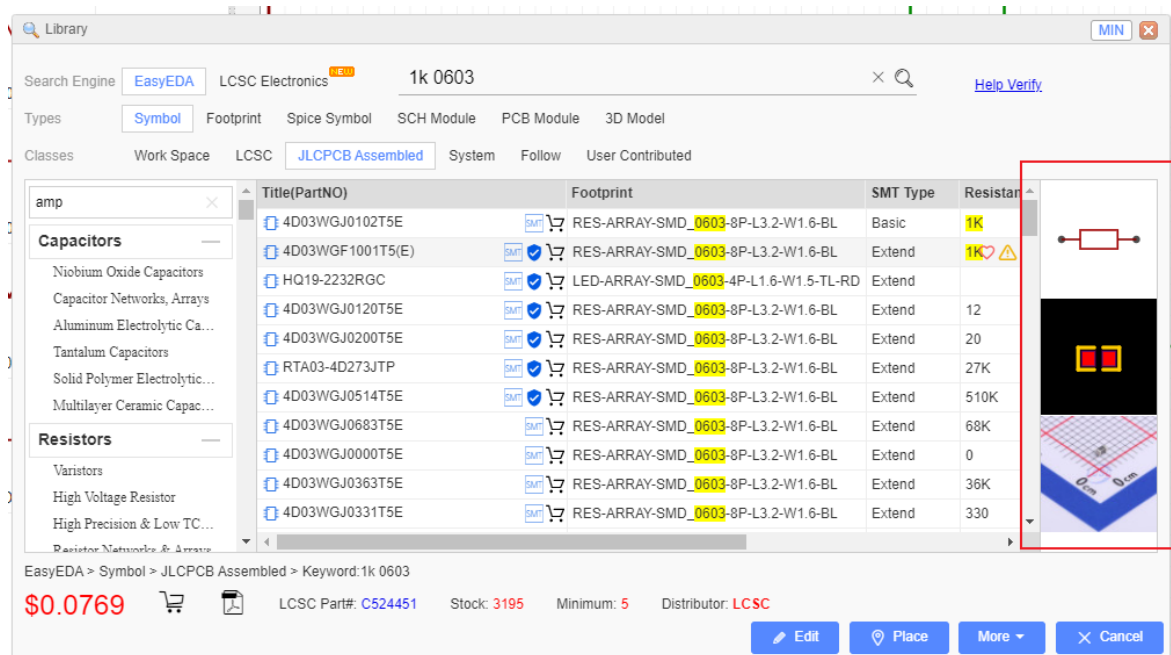 Library MIN
Search Engine EasyEDA LCSC Electronics NEW 1k 0603 Help Verify
Types Symbol Footprint Spice Symbol SCH Module PCB Module 3D Model
Classes Work Space LCSC JLCPCB Assembled System Follow User Contributed
amp
Capacitors
Niobium Oxide Capacitors
Capacitor Networks, Arrays
Aluminum Electrolytic Ca...
Tantalum Capacitors
Solid Polymer Electrolytic...
Multilayer Ceramic Capac...
Resistors
Varistors
High Voltage Resistor
High Precision & Low TC...
Resistor Networks & Arrays
Title(PartNO) Footprint SMT Type Resistan
4D03WGJ0102T5E SMT RES-ARRAY-SMD_0603-8P-L3.2-W1.6-BL Basic 1K
4D03WGF1001T5(E) SMT RES-ARRAY-SMD_0603-8P-L3.2-W1.6-BL Extend 1K
HQ19-2232RGC SMT LED-ARRAY-SMD_0603-4P-L1.6-W1.5-TL-RD Extend
4D03WGJ0120T5E SMT RES-ARRAY-SMD_0603-8P-L3.2-W1.6-BL Extend 12
4D03WGJ0200T5E SMT RES-ARRAY-SMD_0603-8P-L3.2-W1.6-BL Extend 20
RTA03-4D273JTP SMT RES-ARRAY-SMD_0603-8P-L3.2-W1.6-BL Extend 27K
4D03WGJ0514T5E SMT RES-ARRAY-SMD_0603-8P-L3.2-W1.6-BL Extend 510K
4D03WGJ0683T5E SMT RES-ARRAY-SMD_0603-8P-L3.2-W1.6-BL Extend 68K
4D03WGJ0000T5E SMT RES-ARRAY-SMD_0603-8P-L3.2-W1.6-BL Extend 0
4D03WGJ0363T5E SMT RES-ARRAY-SMD_0603-8P-L3.2-W1.6-BL Extend 36K
4D03WGJ0331T5E SMT RES-ARRAY-SMD_0603-8P-L3.2-W1.6-BL Extend 330
0cm 0cm
EasyEDA > Symbol > JLCPCB Assembled > Keyword:1k 0603
$0.0769 LCSC Part#: C524451 Stock: 3195 Minimum: 5 Distributor: LCSC
Edit Place More Cancel